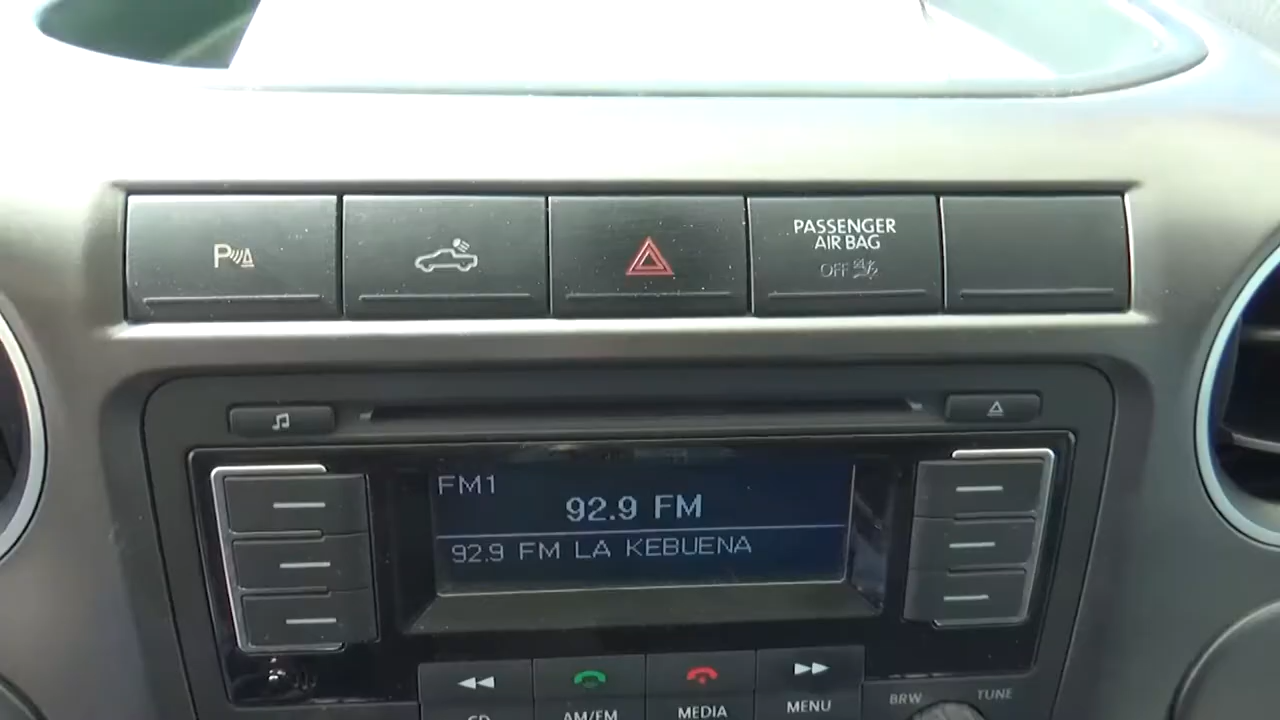 P
PASSENGER
AIR BAG
OFF
FM1
92.9 FM
92.9 FM LA KEBUENA
CD
AM/FM
MEDIA
MENU
BRW
TUNE